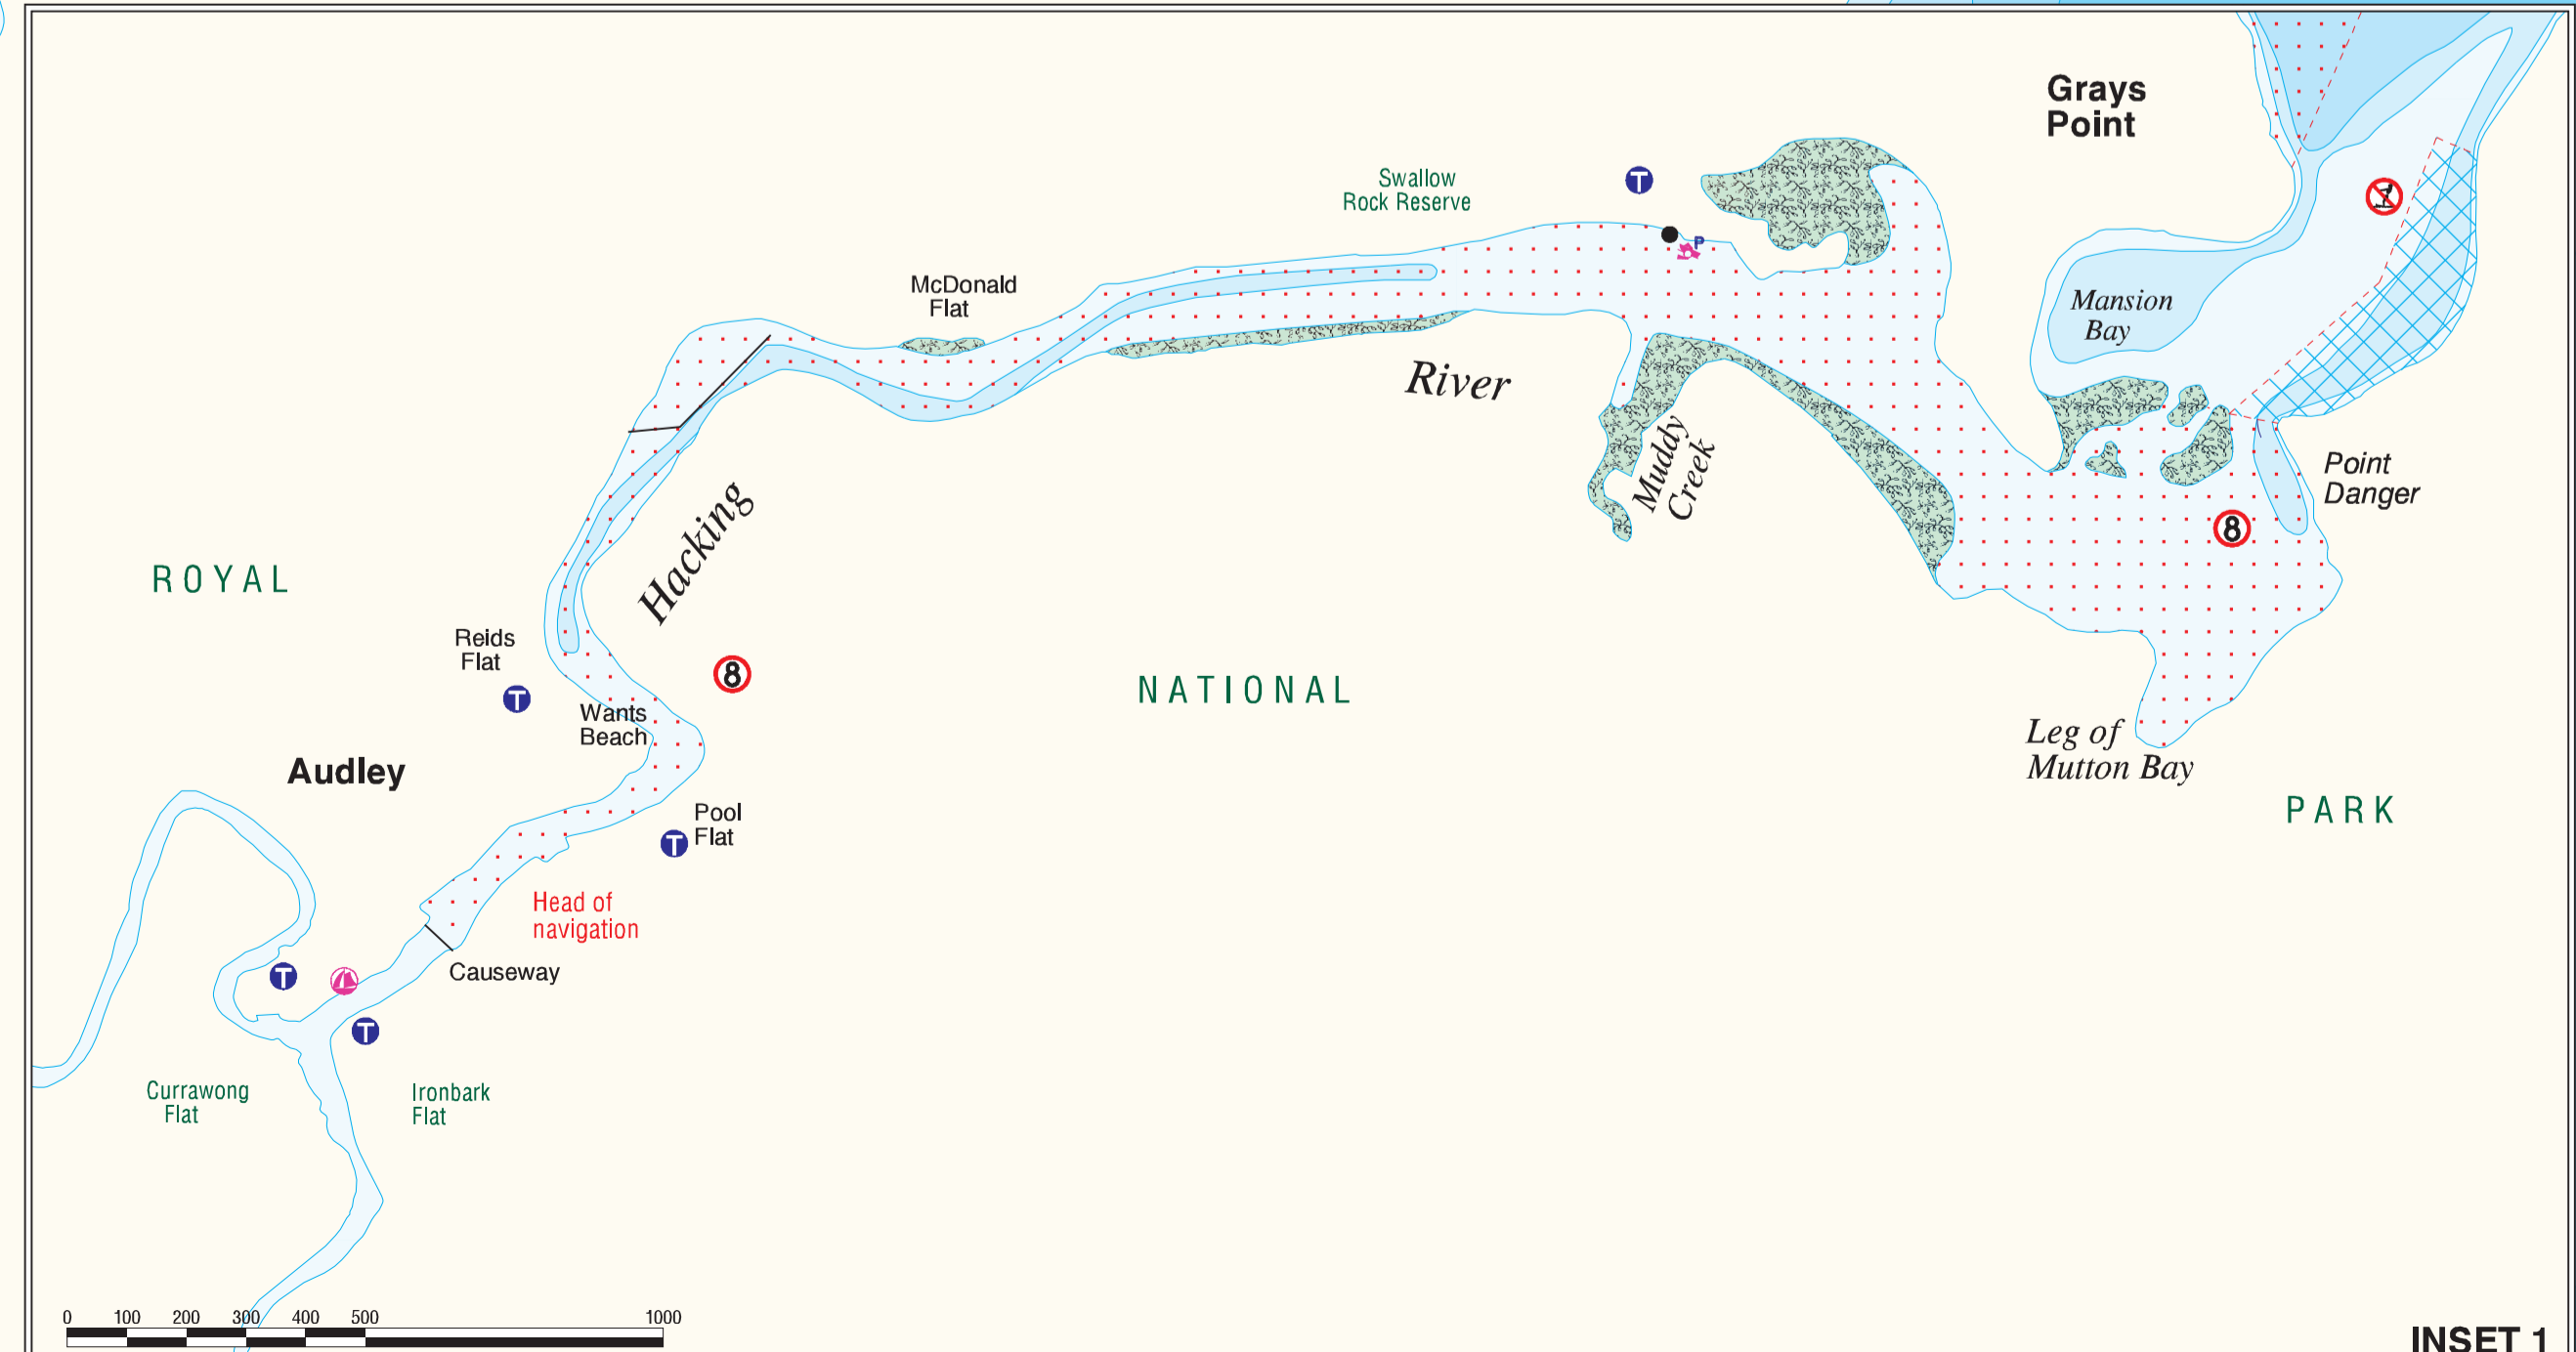 Grays
Point
Swallow
Rock Reserve
T
P
McDonald
Flat
Mansion
Bay
River
Muddy
Creek
Point
Danger
8
Hacking
ROYAL
Reids
Flat
T
8
NATIONAL
Wants
Beach
Leg of
Mutton Bay
Audley
PARK
Pool
Flat
T
Head of
navigation
Causeway
T
T
Currawong
Flat
Ironbark
Flat
0 100 200 300 400 500 1000
INSET 1